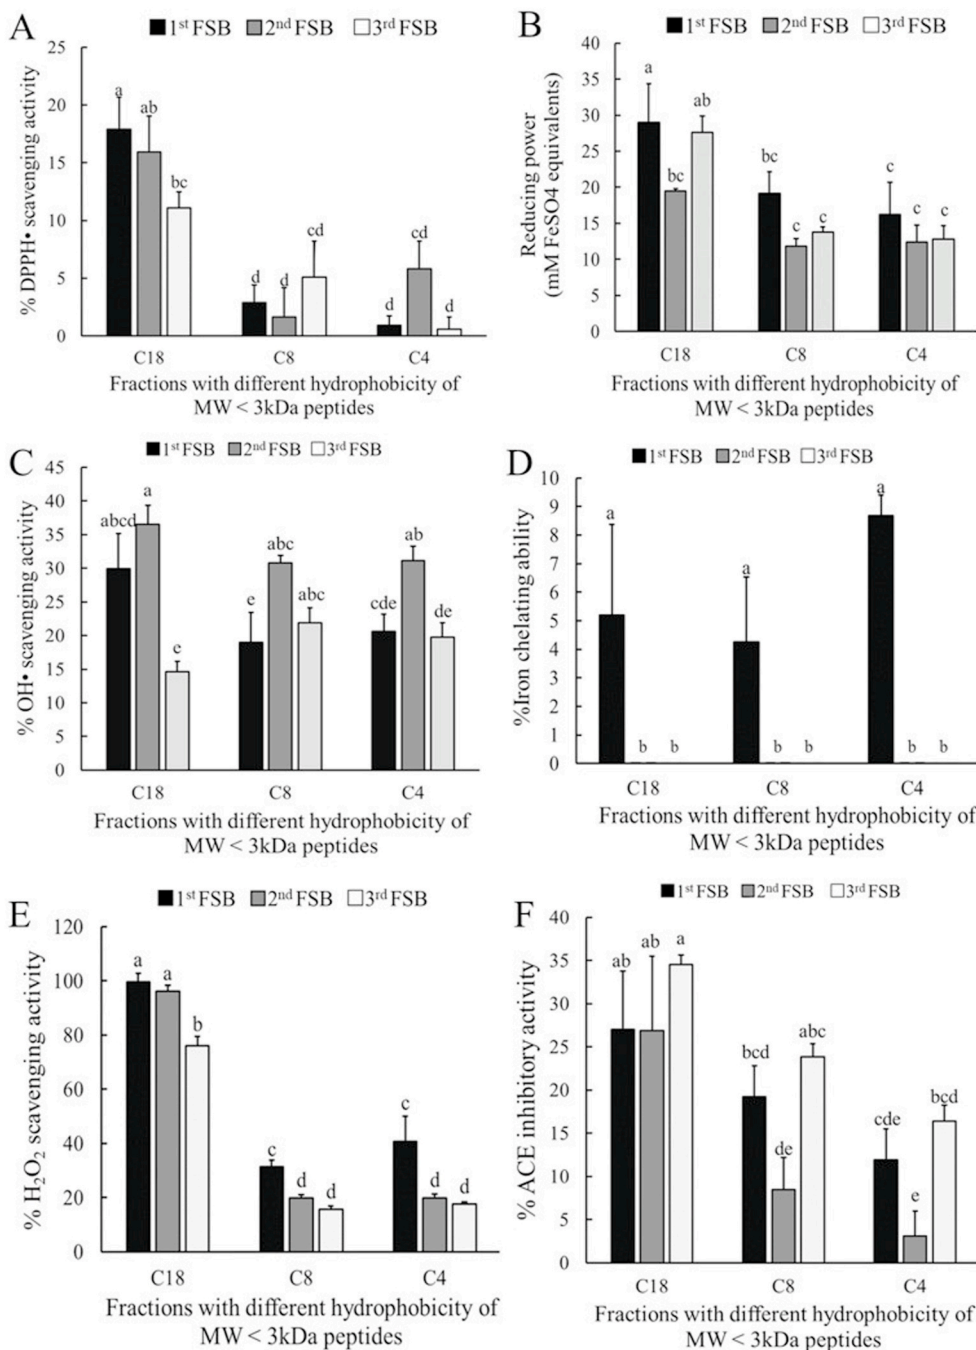 A
1st FSB 2nd FSB 3rd FSB
% DPPH• scavenging activity
25
20
15
10
5
0
a ab bc
d d cd
d cd d
C18 C8 C4
Fractions with different hydrophobicity of
MW < 3kDa peptides
B
1st FSB 2nd FSB 3rd FSB
Reducing power
(mM FeSO4 equivalents)
40
35
30
25
20
15
10
5
0
a bc ab
bc c c
c c c
C18 C8 C4
Fractions with different hydrophobicity of
MW < 3kDa peptides
C
1st FSB 2nd FSB 3rd FSB
% OH• scavenging activity
45
40
35
30
25
20
15
10
5
0
abcd a e
e abc abc
cde ab de
C18 C8 C4
Fractions with different hydrophobicity of
MW < 3kDa peptides
D
1st FSB 2nd FSB 3rd FSB
%Iron chelating ability
10
9
8
7
6
5
4
3
2
1
0
a b b
a b b
a b b
C18 C8 C4
Fractions with different hydrophobicity of
MW < 3kDa peptides
E
1st FSB 2nd FSB 3rd FSB
% H₂O₂ scavenging activity
120
100
80
60
40
20
0
a a b
c d d
c d d
C18 C8 C4
Fractions with different hydrophobicity of
MW < 3kDa peptides
F
1st FSB 2nd FSB 3rd FSB
% ACE inhibitory activity
40
35
30
25
20
15
10
5
0
ab ab a
bcd de abc
cde e bcd
C18 C8 C4
Fractions with different hydrophobicity of
MW < 3kDa peptides